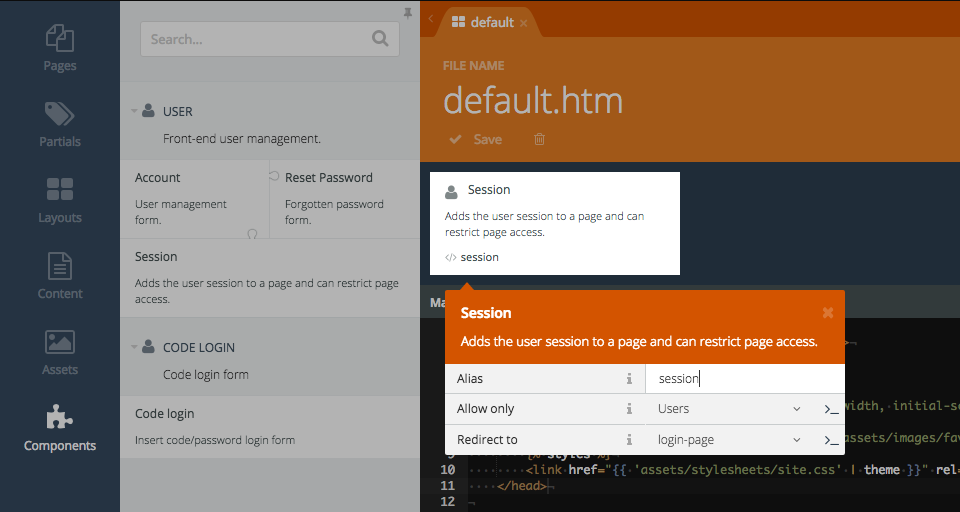 Pages
Partials
Layouts
Content
Assets
Components
Search...
USER
Front-end user management.
Account
User management
form.
Reset Password
Forgotten password
form.
Session
Adds the user session to a page and can restrict page
access.
CODE LOGIN
Code login form
Code login
Insert code/password login form
default ×
FILE NAME
default.htm
Save
Session
Adds the user session to a page and can
restrict page access.
</> session
Ma
Session
Adds the user session to a page and can restrict page access.
Alias session
Allow only Users
Redirect to login-page
width, initial-s
assets/images/fav
9 {% styles %}
10 <link href="{{ 'assets/stylesheets/site.css' | theme }}" rel=
11 </head>
12